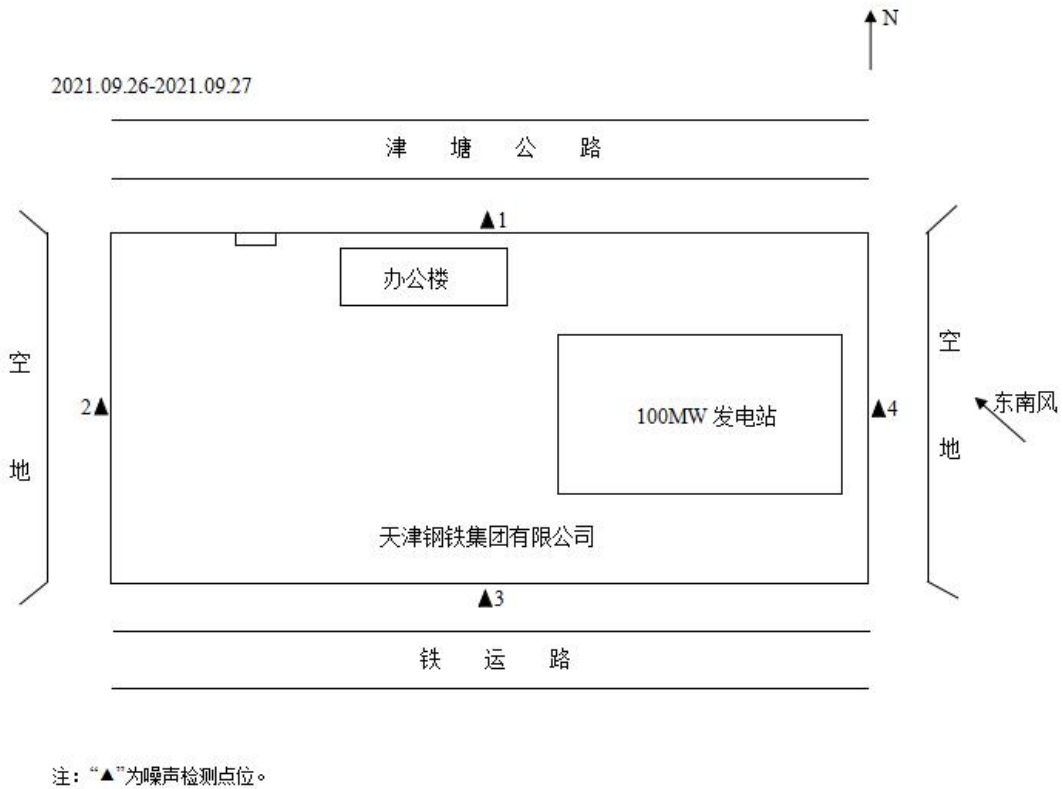 N
2021.09.26-2021.09.27
津塘公路
▲1
办公楼
空地
2▲
100MW 发电站
▲4
空地
东南风
天津钢铁集团有限公司
▲3
铁运路
注：“▲”为噪声检测点位。